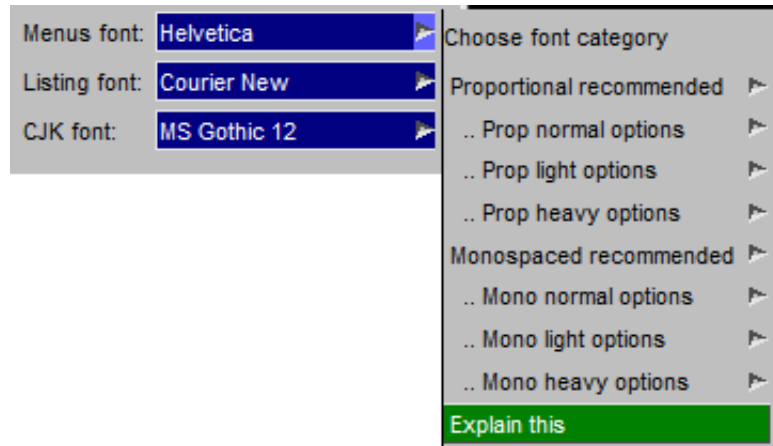 Menus font: Helvetica
Listing font: Courier New
CJK font: MS Gothic 12
Choose font category
Proportional recommended
.. Prop normal options
.. Prop light options
.. Prop heavy options
Monospaced recommended
.. Mono normal options
.. Mono light options
.. Mono heavy options
Explain this